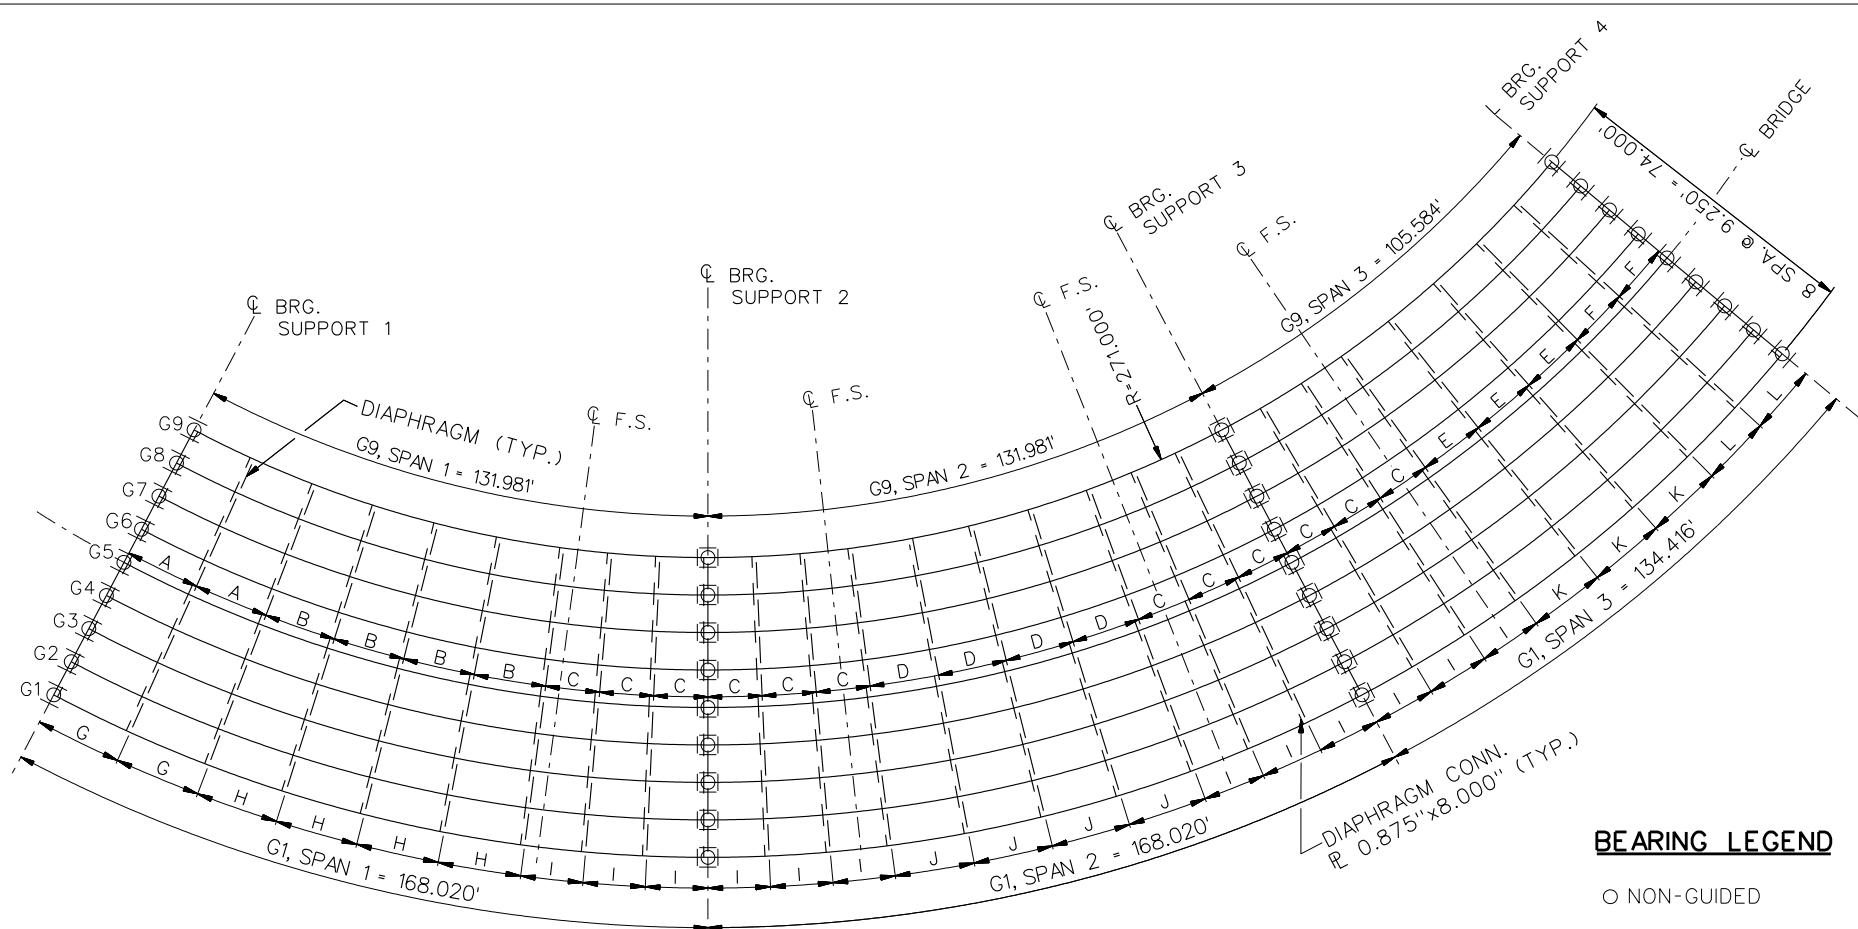 L BRG.
SUPPORT 4
8 SPA. @ 9.250' = 74.000'
℄ BRIDGE
℄ BRG.
SUPPORT 3
℄ F.S.
G9, SPAN 3 = 105.584'
℄ BRG.
SUPPORT 2
℄ F.S.
R=271.000'
℄ BRG.
SUPPORT 1
℄ F.S.
℄ F.S.
DIAPHRAGM (TYP.)
G9, SPAN 1 = 131.981'
G9, SPAN 2 = 131.981'
G9
G8
G7
G6
G5
G4
G3
G2
G1
A A B B B B C C C C C C D D D D C C C C C C E E E F F
G G H H H H I I I I I I J J J J I I I I I K K K L L
G1, SPAN 1 = 168.020'
G1, SPAN 2 = 168.020'
G1, SPAN 3 = 134.416'
DIAPHRAGM CONN.
PL 0.875"x8.000" (TYP.)
BEARING LEGEND
NON-GUIDED